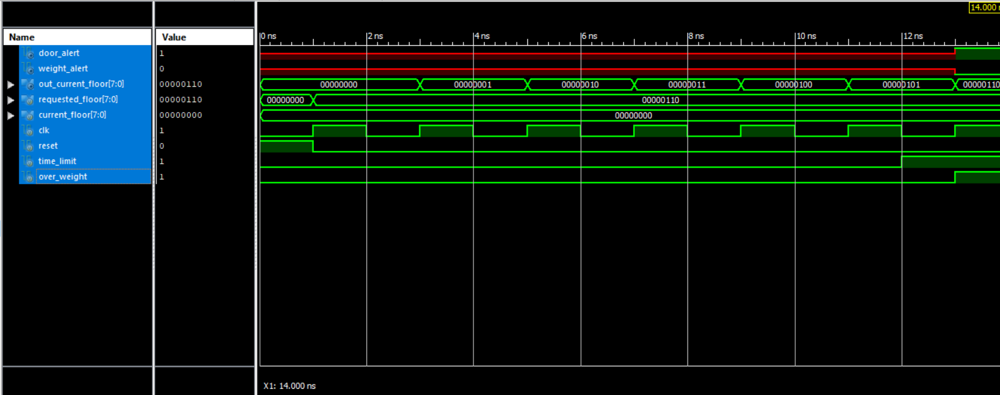 14.000 n
0 ns 2 ns 4 ns 6 ns 8 ns 10 ns 12 ns
Name Value
door_alert 1
weight_alert 0
out_current_floor[7:0] 00000110 00000000 00000001 00000010 00000011 00000100 00000101 00000110
requested_floor[7:0] 00000110 00000000 00000110
current_floor[7:0] 00000000 00000000
clk 1
reset 0
time_limit 1
over_weight 1
X1: 14.000 ns